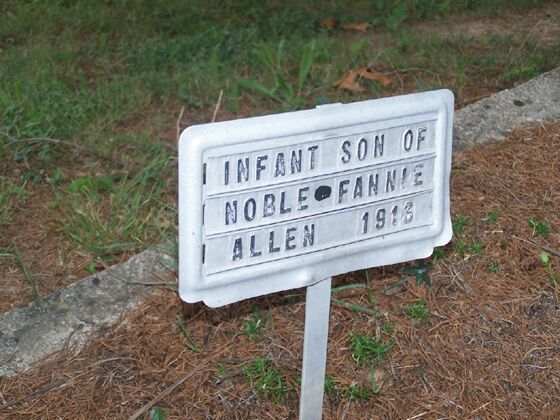 INFANT SON OF
NOBLE FANNIE
ALLEN 1913